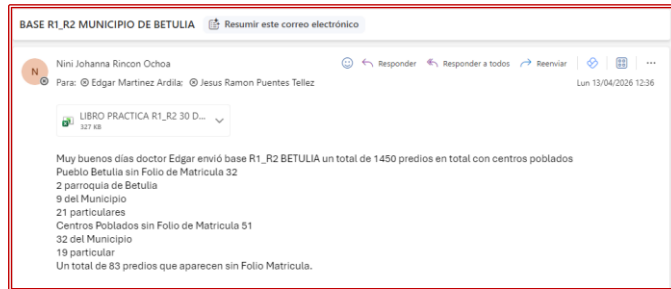 BASE R1_R2 MUNICIPIO DE BETULIA Resumir este correo electrónico
N
Nini Johanna Rincon Ochoa Responder Responder a todos Reenviar
Para: Edgar Martinez Ardila; Jesus Ramon Puentes Tellez Lun 13/04/2026 12:36
LIBRO PRACTICA R1_R2 30 D...
327 KB
Muy buenos días doctor Edgar envió base R1_R2 BETULIA un total de 1450 predios en total con centros poblados
Pueblo Betulia sin Folio de Matricula 32
2 parroquia de Betulia
9 del Municipio
21 particulares
Centros Poblados sin Folio de Matricula 51
32 del Municipio
19 particular
Un total de 83 predios que aparecen sin Folio Matricula.